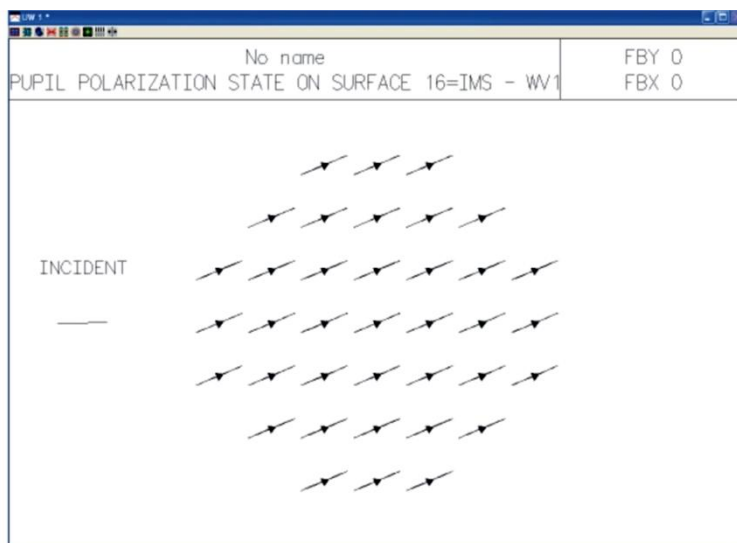 UW 1 *
No name
PUPIL POLARIZATION STATE ON SURFACE 16=IMS - WV1
FBY 0
FBX 0
INCIDENT